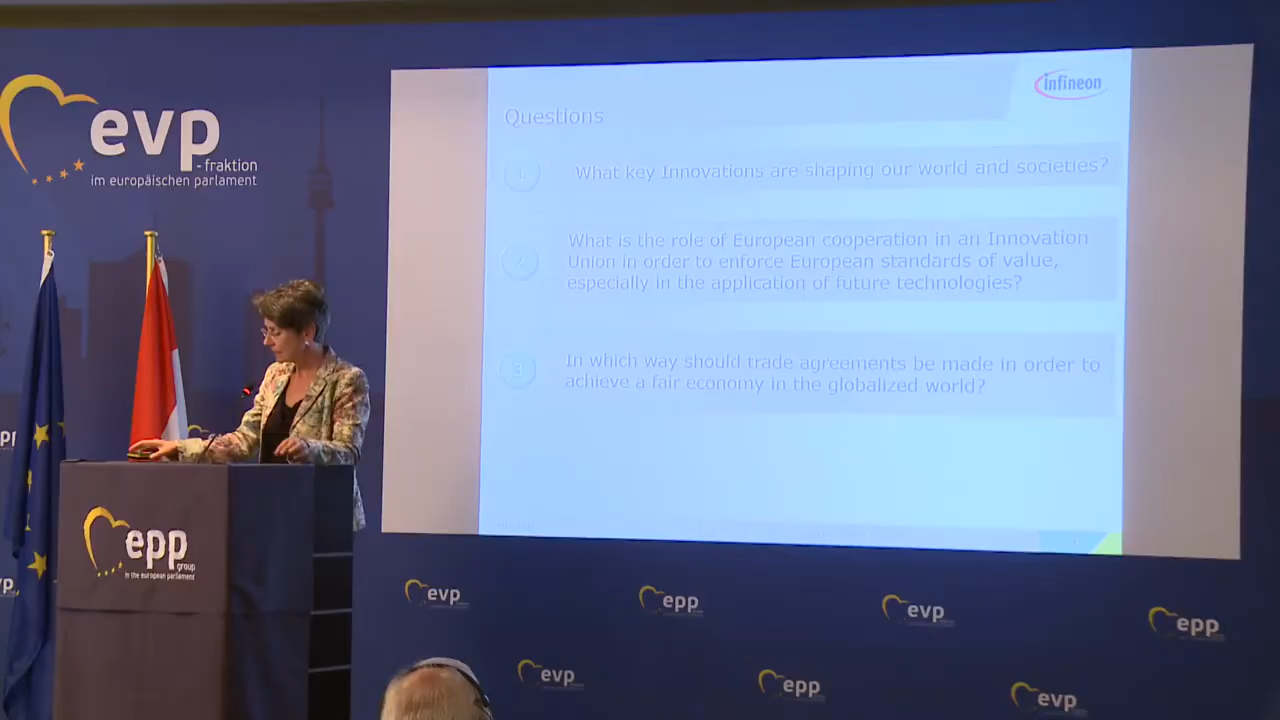 evp
-fraktion
im europäischen parlament
infineon
Questions
1
What key Innovations are shaping our world and societies?
2
What is the role of European cooperation in an Innovation
Union in order to enforce European standards of value,
especially in the application of future technologies?
3
In which way should trade agreements be made in order to
achieve a fair economy in the globalized world?
epp
group
in the european parliament
evp
epp
evp
epp
evp
epp
evp